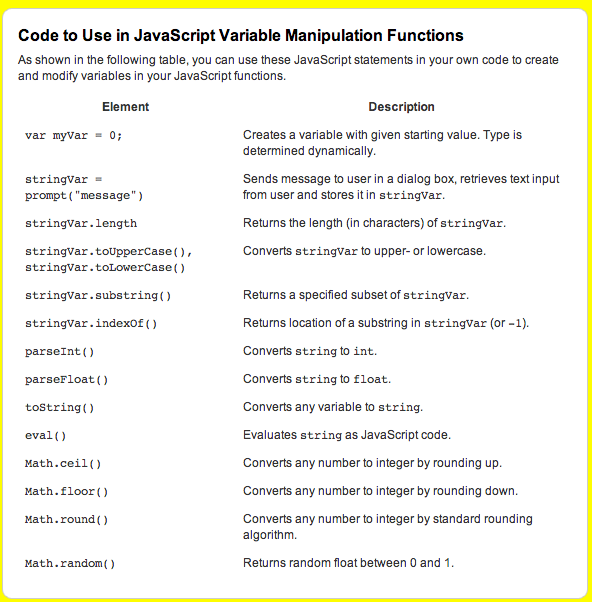 Code to Use in JavaScript Variable Manipulation Functions
As shown in the following table, you can use these JavaScript statements in your own code to create
and modify variables in your JavaScript functions.
Element Description
var myVar = 0; Creates a variable with given starting value. Type is
determined dynamically.
stringVar = Sends message to user in a dialog box, retrieves text input
prompt("message") from user and stores it in stringVar.
stringVar.length Returns the length (in characters) of stringVar.
stringVar.toUpperCase(), Converts stringVar to upper- or lowercase.
stringVar.toLowerCase()
stringVar.substring() Returns a specified subset of stringVar.
stringVar.indexOf() Returns location of a substring in stringVar (or -1).
parseInt() Converts string to int.
parseFloat() Converts string to float.
toString() Converts any variable to string.
eval() Evaluates string as JavaScript code.
Math.ceil() Converts any number to integer by rounding up.
Math.floor() Converts any number to integer by rounding down.
Math.round() Converts any number to integer by standard rounding
algorithm.
Math.random() Returns random float between 0 and 1.